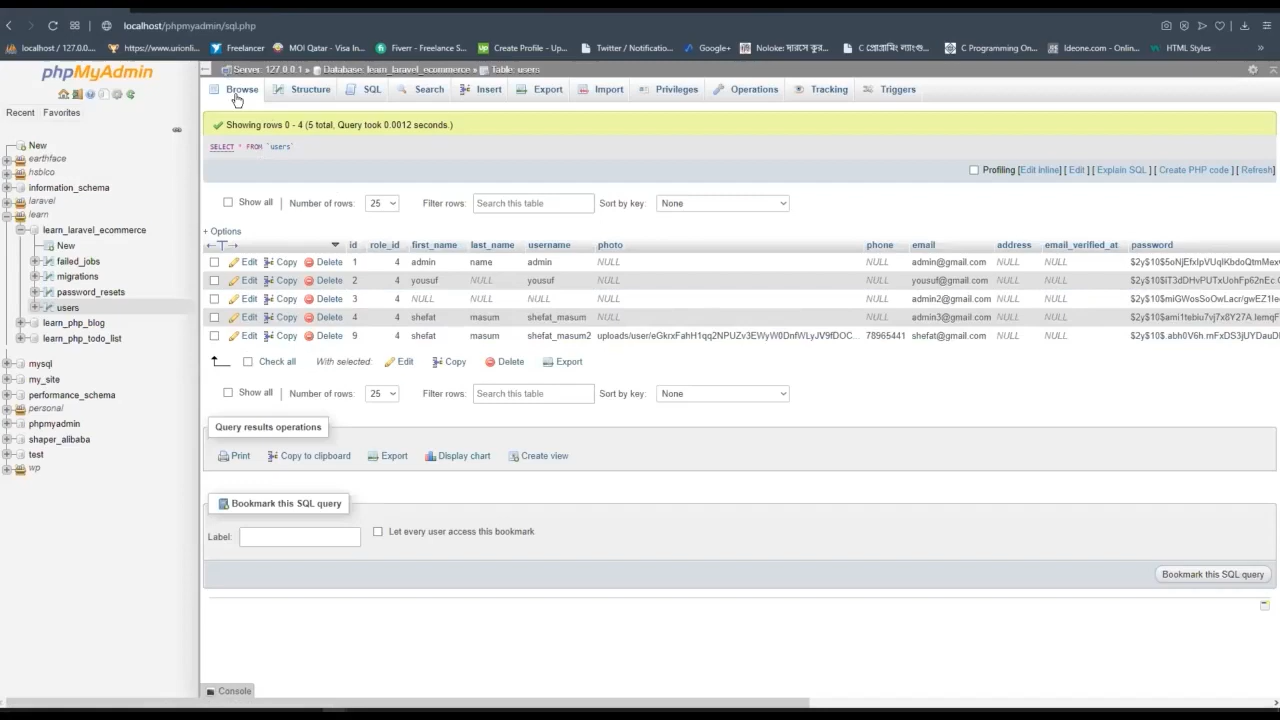 localhost/phpmyadmin/sql.php
localhost / 127.0.0.... https://www.urionli... Freelancer MOI Qatar - Visa In... Fiverr - Freelance S... Create Profile - Up... Twitter / Notificatio... Google+ Noloke: দারসে কুর... C প্রোগ্রামিং ল্যাংগু... C Programming On... Ideone.com - Onlin... HTML Styles
phpMyAdmin
Recent Favorites
New
earthface
hsblco
information_schema
laravel
learn
learn_laravel_ecommerce
New
failed_jobs
migrations
password_resets
users
learn_php_blog
learn_php_todo_list
mysql
my_site
performance_schema
personal
phpmyadmin
shaper_alibaba
test
wp
Server: 127.0.0.1 » Database: learn_laravel_ecommerce » Table: users
Browse Structure SQL Search Insert Export Import Privileges Operations Tracking Triggers
Showing rows 0 - 4 (5 total, Query took 0.0012 seconds.)
SELECT * FROM `users`
Profiling [Edit inline] [ Edit ] [ Explain SQL ] [ Create PHP code ] [ Refresh]
Show all | Number of rows: 25 Filter rows: Search this table Sort by key: None
+ Options
←T→ id role_id first_name last_name username photo phone email address email_verified_at password
Edit Copy Delete 1 4 admin name admin NULL NULL admin@gmail.com NULL NULL
Edit Copy Delete 2 4 yousuf yousuf NULL NULL yousuf@gmail.com NULL NULL
Edit Copy Delete 3 4 NULL NULL NULL NULL NULL admin2@gmail.com NULL NULL
Edit Copy Delete 4 4 shefat masum shefat_masum NULL NULL admin3@gmail.com NULL NULL
Edit Copy Delete 9 4 shefat masum shefat_masum2 78965441 shefat@gmail.com NULL NULL
Check all With selected: Edit Copy Delete Export
Show all | Number of rows: 25 Filter rows: Search this table Sort by key: None
Query results operations
Print Copy to clipboard Export Display chart Create view
Bookmark this SQL query
Label: Let every user access this bookmark
Bookmark this SQL query
Console